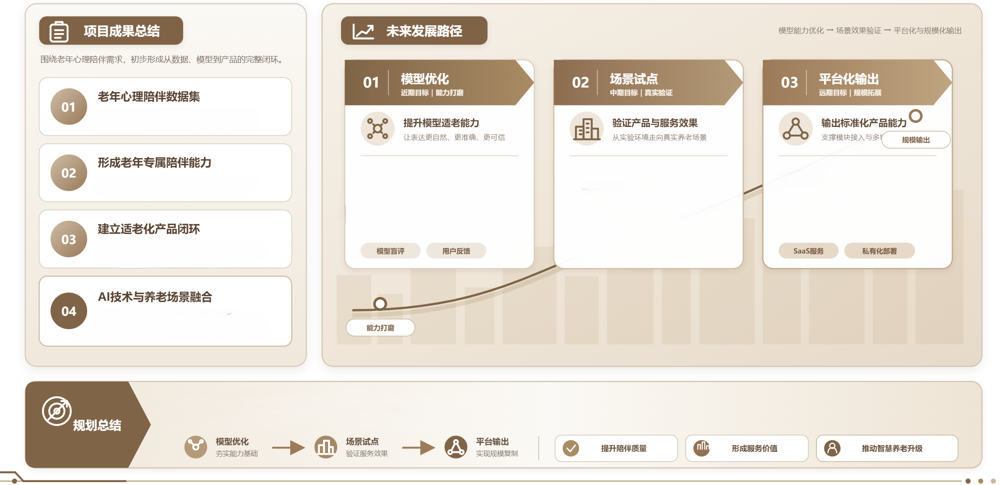 项目成果总结
围绕老年心理陪伴需求，初步形成从数据、模型到产品的完整闭环。
01
老年心理陪伴数据集
02
形成老年专属陪伴能力
03
建立适老化产品闭环
04
AI技术与养老场景融合
未来发展路径
模型能力优化 → 场景效果验证 → 平台化与规模化输出
01
模型优化
近期目标 | 能力打磨
提升模型适老能力
让表达更自然、更准确、更可信
模型盲评
用户反馈
02
场景试点
中期目标 | 真实验证
验证产品与服务效果
从实验环境走向真实养老场景
03
平台化输出
远期目标 | 规模拓展
输出标准化产品能力
支撑模块接入与多
规模输出
SaaS服务
私有化部署
能力打磨
规划总结
模型优化
夯实能力基础
场景试点
验证服务效果
平台输出
实现规模复制
提升陪伴质量
形成服务价值
推动智慧养老升级